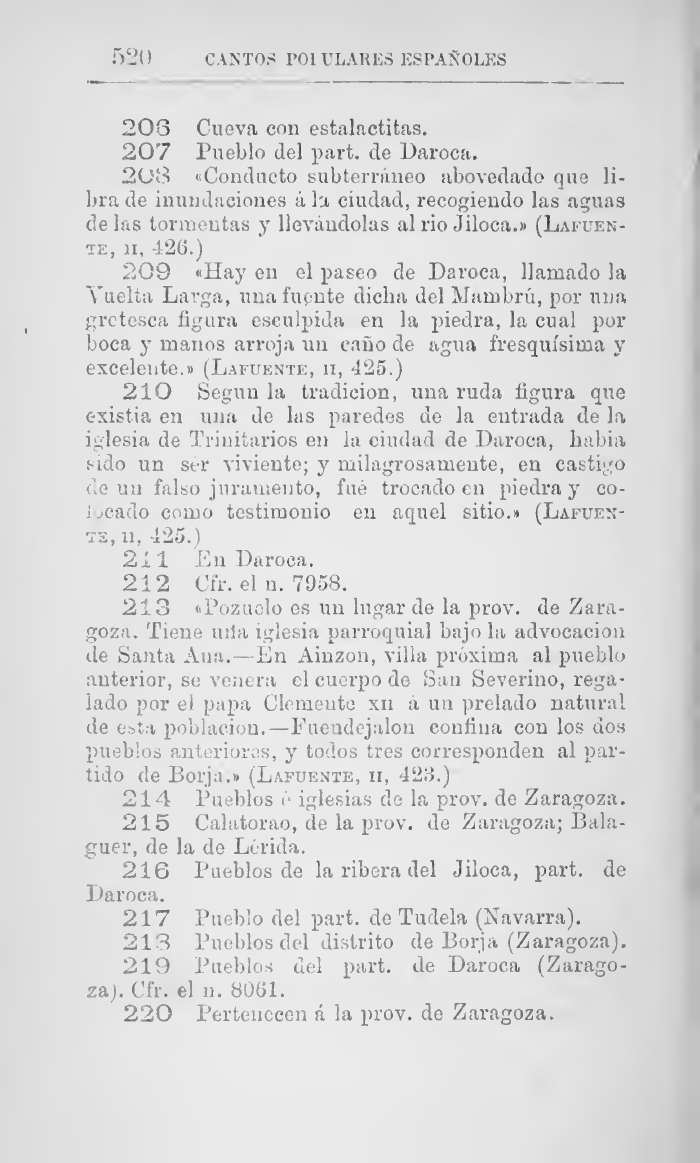 520 CANTOS POPULARES ESPAÑOLES
206 Cueva con estalactitas.
207 Pueblo del part. de Daroca.
208 «Conducto subterráneo abovedado que li-
bra de inundaciones á la ciudad, recogiendo las aguas
de las tormentas y llevándolas al rio Jiloca.» (LAFUEN-
TE, II, 426.)
209 «Hay en el paseo de Daroca, llamado la
Vuelta Larga, una fuente dicha del Mambrú, por una
grotesca figura esculpida en la piedra, la cual por
boca y manos arroja un caño de agua fresquísima y
excelente.» (LAFUENTE, II, 425.)
210 Segun la tradicion, una ruda figura que
existia en una de las paredes de la entrada de la
iglesia de Trinitarios en la ciudad de Daroca, habia
sido un ser viviente; y milagrosamente, en castigo
de un falso juramento, fué trocado en piedra y co-
locado como testimonio en aquel sitio.» (LAFUEN-
TE, II, 425.)
211 En Daroca.
212 Cfr. el n. 7958.
213 «Pozuelo es un lugar de la prov. de Zara-
goza. Tiene una iglesia parroquial bajo la advocacion
de Santa Ana.—En Ainzon, villa próxima al pueblo
anterior, se venera el cuerpo de San Severino, rega-
lado por el papa Clemente XII á un prelado natural
de esta poblacion.—Fuendejalon confina con los dos
pueblos anteriores, y todos tres corresponden al par-
tido de Borja.» (LAFUENTE, II, 423.)
214 Pueblos é iglesias de la prov. de Zaragoza.
215 Calatorao, de la prov. de Zaragoza; Bala-
guer, de la de Lérida.
216 Pueblos de la ribera del Jiloca, part. de
Daroca.
217 Pueblo del part. de Tudela (Navarra).
218 Pueblos del distrito de Borja (Zaragoza).
219 Pueblos del part. de Daroca (Zarago-
za). Cfr. el n. 8061.
220 Pertenecen á la prov. de Zaragoza.